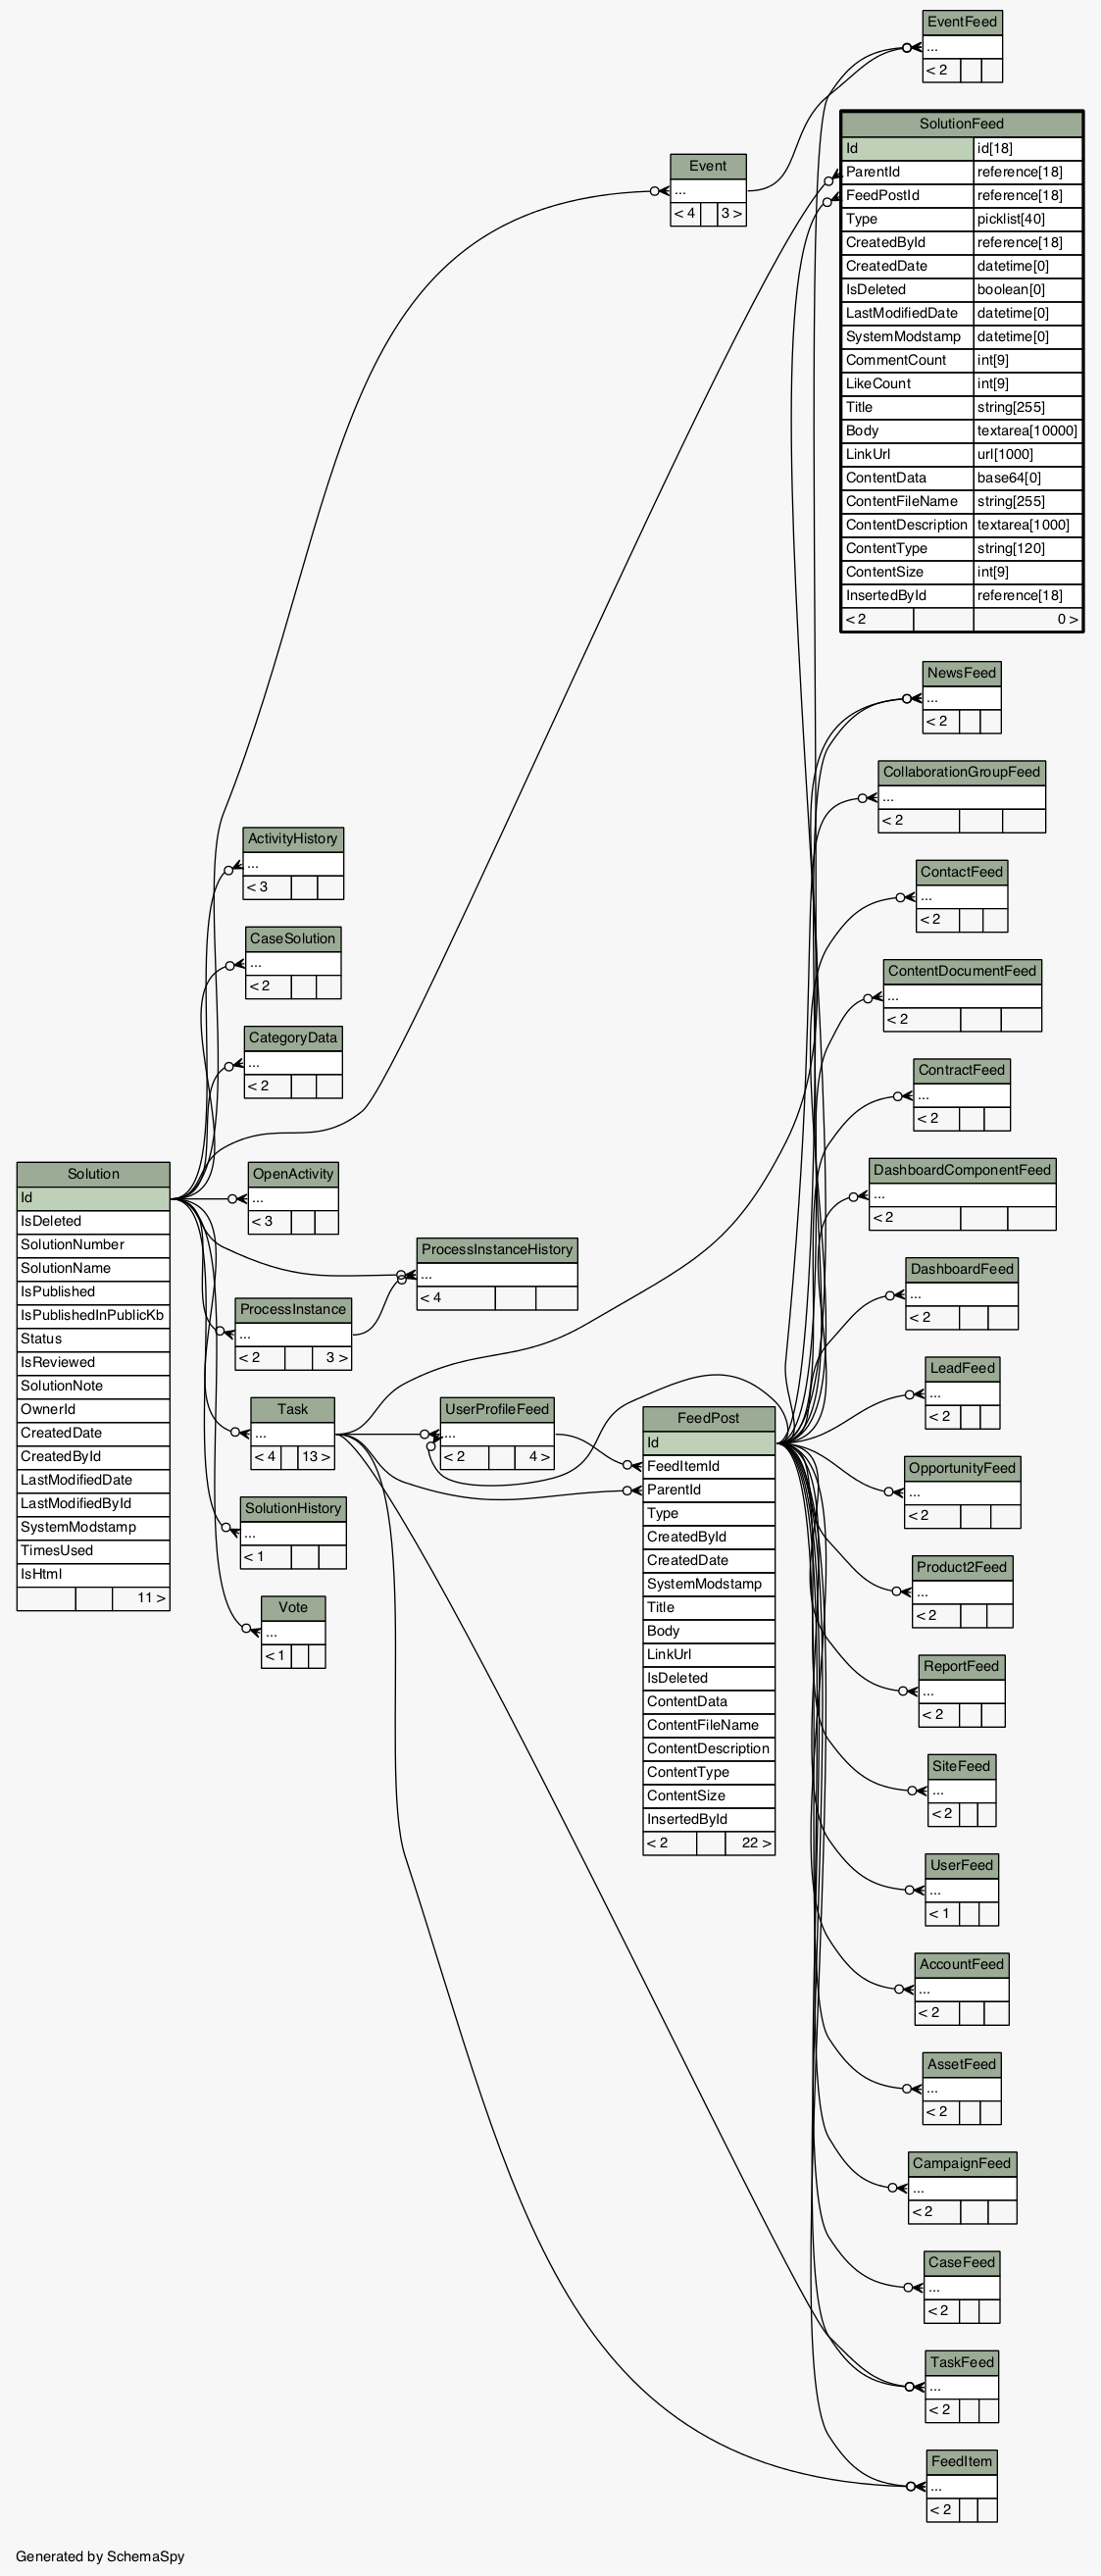 EventFeed
...
< 2
SolutionFeed
Id id[18]
ParentId reference[18]
FeedPostId reference[18]
Type picklist[40]
CreatedById reference[18]
CreatedDate datetime[0]
IsDeleted boolean[0]
LastModifiedDate datetime[0]
SystemModstamp datetime[0]
CommentCount int[9]
LikeCount int[9]
Title string[255]
Body textarea[10000]
LinkUrl url[1000]
ContentData base64[0]
ContentFileName string[255]
ContentDescription textarea[1000]
ContentType string[120]
ContentSize int[9]
InsertedById reference[18]
< 2 0 >
Event
...
< 4 3 >
NewsFeed
...
< 2
CollaborationGroupFeed
...
< 2
ContactFeed
...
< 2
ContentDocumentFeed
...
< 2
ContractFeed
...
< 2
DashboardComponentFeed
...
< 2
DashboardFeed
...
< 2
LeadFeed
...
< 2
OpportunityFeed
...
< 2
Product2Feed
...
< 2
ReportFeed
...
< 2
SiteFeed
...
< 2
UserFeed
...
< 1
AccountFeed
...
< 2
AssetFeed
...
< 2
CampaignFeed
...
< 2
CaseFeed
...
< 2
TaskFeed
...
< 2
FeedItem
...
< 2
ActivityHistory
...
< 3
CaseSolution
...
< 2
CategoryData
...
< 2
OpenActivity
...
< 3
ProcessInstanceHistory
...
< 4
ProcessInstance
...
< 2 3 >
Task
...
< 4 13 >
UserProfileFeed
...
< 2 4 >
SolutionHistory
...
< 1
Vote
...
< 1
Solution
Id
IsDeleted
SolutionNumber
SolutionName
IsPublished
IsPublishedInPublicKb
Status
IsReviewed
SolutionNote
OwnerId
CreatedDate
CreatedById
LastModifiedDate
LastModifiedById
SystemModstamp
TimesUsed
IsHtml
11 >
FeedPost
Id
FeedItemId
ParentId
Type
CreatedById
CreatedDate
SystemModstamp
Title
Body
LinkUrl
IsDeleted
ContentData
ContentFileName
ContentDescription
ContentType
ContentSize
InsertedById
< 2 22 >
Generated by SchemaSpy